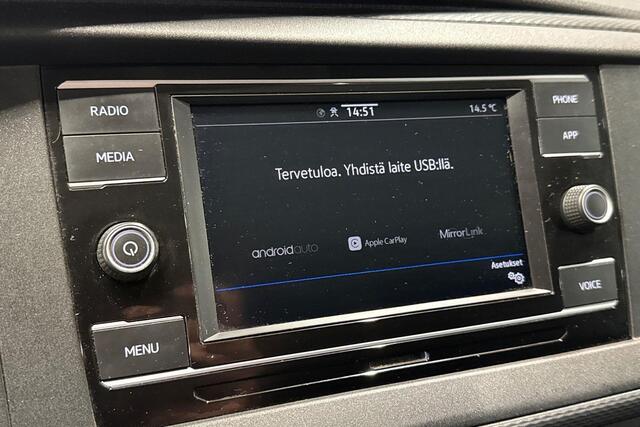 RADIO
MEDIA
MENU
14:51
14.5 °C
Tervetuloa. Yhdistä laite USB:llä.
androidauto
Apple CarPlay
MirrorLink
Asetukset
PHONE
APP
VOICE